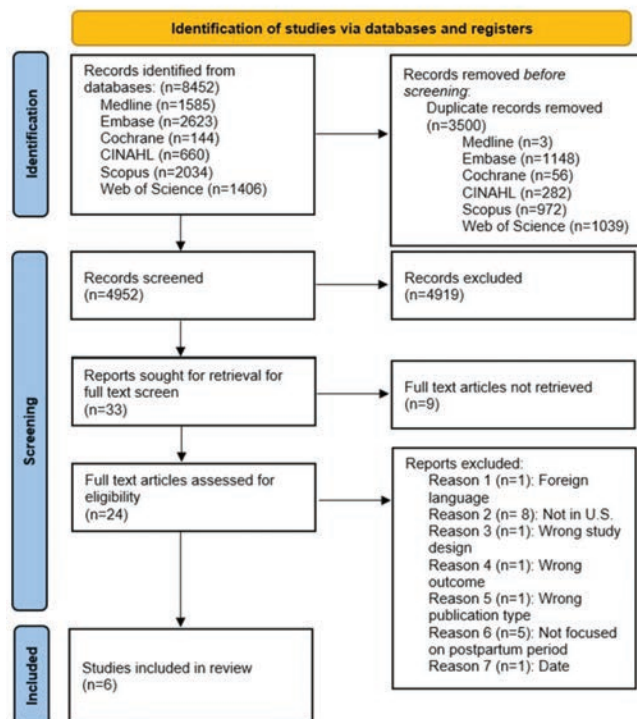 Identification of studies via databases and registers
Identification
Records identified from
databases: (n=8452)
Medline (n=1585)
Embase (n=2623)
Cochrane (n=144)
CINAHL (n=660)
Scopus (n=2034)
Web of Science (n=1406)
Records removed before
screening:
Duplicate records removed
(n=3500)
Medline (n=3)
Embase (n=1148)
Cochrane (n=56)
CINAHL (n=282)
Scopus (n=972)
Web of Science (n=1039)
Screening
Records screened
(n=4952)
Records excluded
(n=4919)
Reports sought for retrieval for
full text screen
(n=33)
Full text articles not retrieved
(n=9)
Full text articles assessed for
eligibility
(n=24)
Reports excluded:
Reason 1 (n=1): Foreign
language
Reason 2 (n= 8): Not in U.S.
Reason 3 (n=1): Wrong study
design
Reason 4 (n=1): Wrong
outcome
Reason 5 (n=1): Wrong
publication type
Reason 6 (n=5): Not focused
on postpartum period
Reason 7 (n=1): Date
Included
Studies included in review
(n=6)